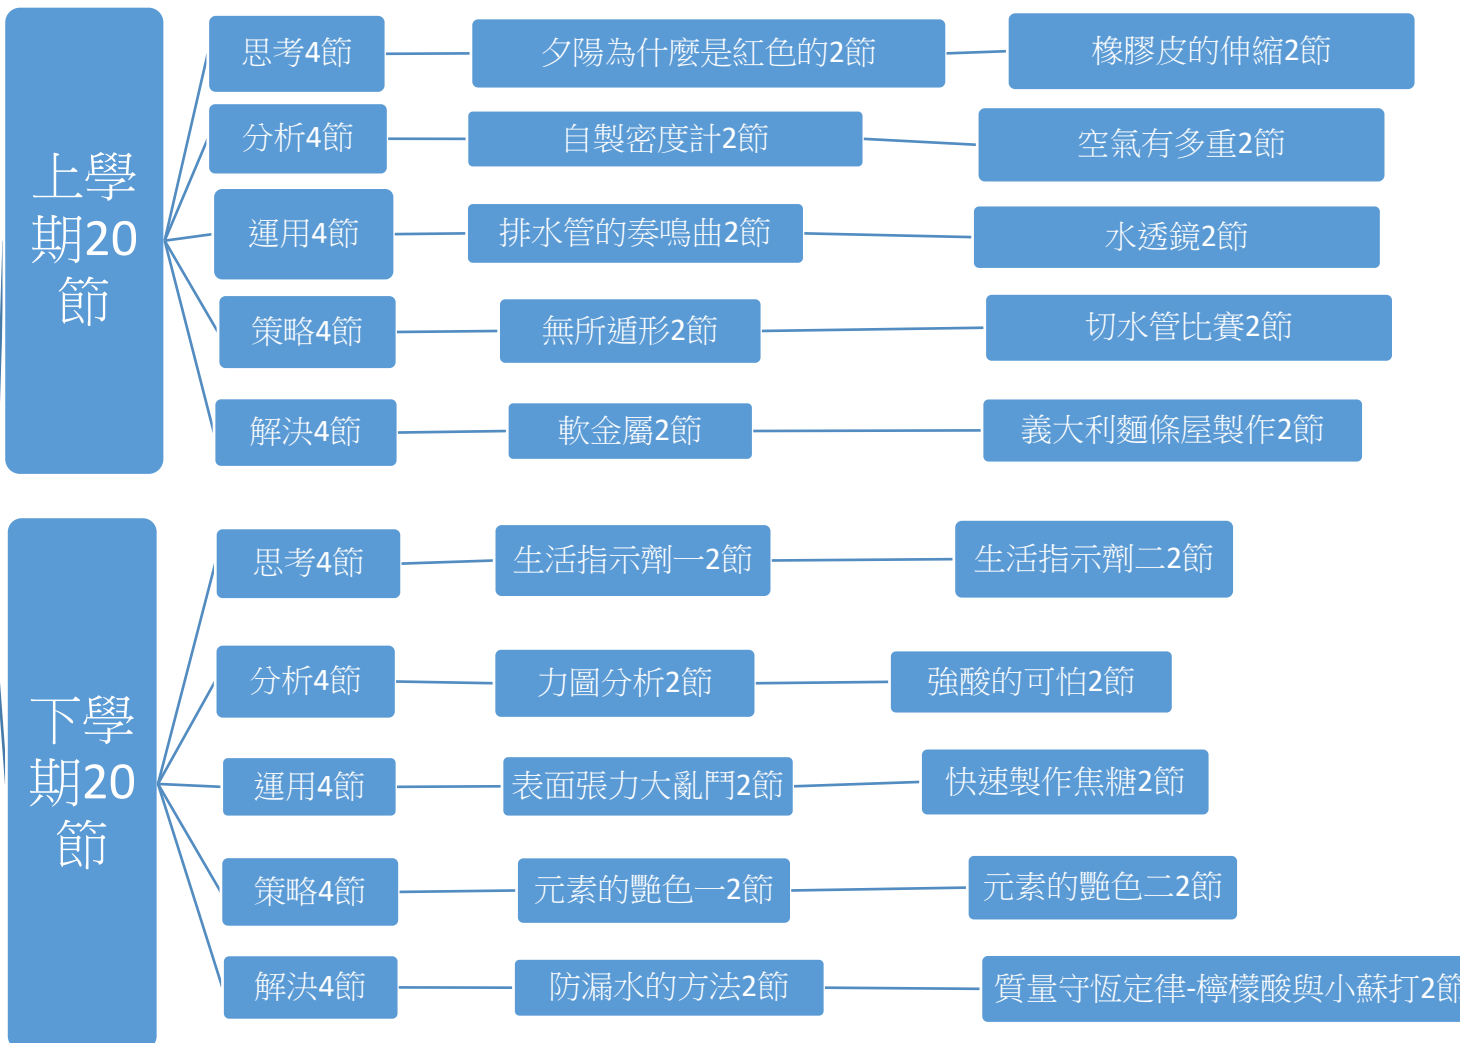 上學
期20
節
思考4節
夕陽為什麼是紅色的2節
橡膠皮的伸縮2節
分析4節
自製密度計2節
空氣有多重2節
運用4節
排水管的奏鳴曲2節
水透鏡2節
策略4節
無所遁形2節
切水管比賽2節
解決4節
軟金屬2節
義大利麵條屋製作2節
下學
期20
節
思考4節
生活指示劑一2節
生活指示劑二2節
分析4節
力圖分析2節
強酸的可怕2節
運用4節
表面張力大亂鬥2節
快速製作焦糖2節
策略4節
元素的艷色一2節
元素的艷色二2節
解決4節
防漏水的方法2節
質量守恆定律-檸檬酸與小蘇打2節